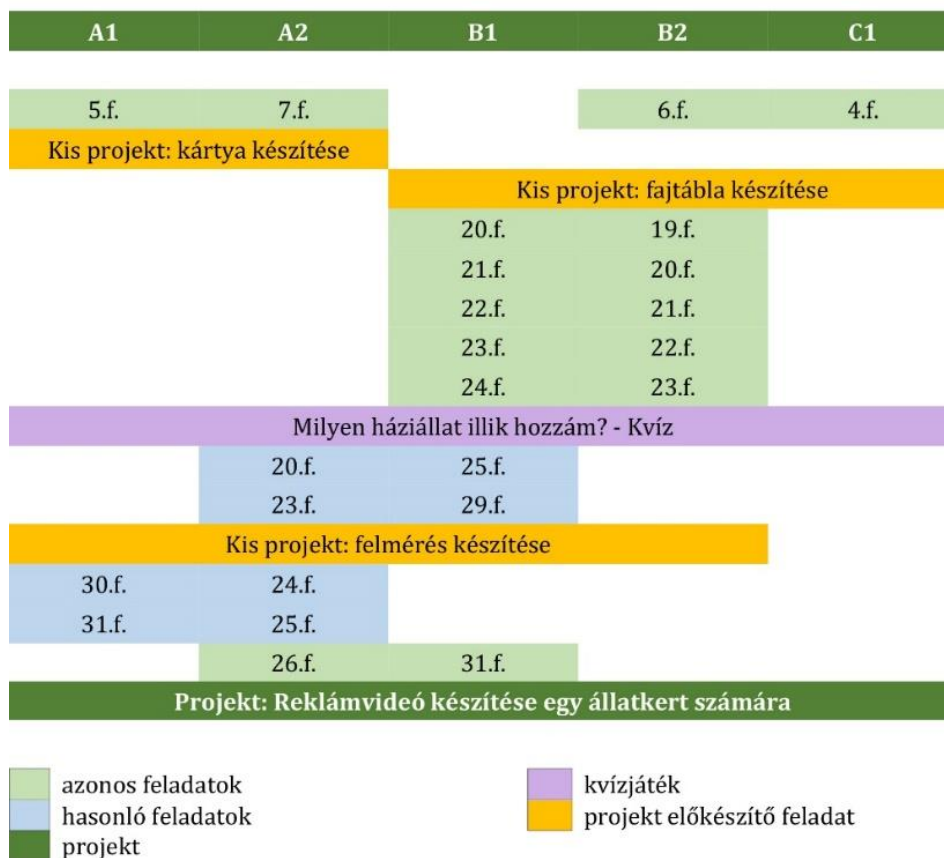 A1 A2 B1 B2 C1
5.f. 7.f. 6.f. 4.f.
Kis projekt: kártya készítése
Kis projekt: fajtábla készítése
20.f. 19.f.
21.f. 20.f.
22.f. 21.f.
23.f. 22.f.
24.f. 23.f.
Milyen háziállat illik hozzám? - Kvíz
20.f. 25.f.
23.f. 29.f.
Kis projekt: felmérés készítése
30.f. 24.f.
31.f. 25.f.
26.f. 31.f.
Projekt: Reklámvideó készítése egy állatkert számára
azonos feladatok kvízjáték
hasonló feladatok projekt előkészítő feladat
projekt